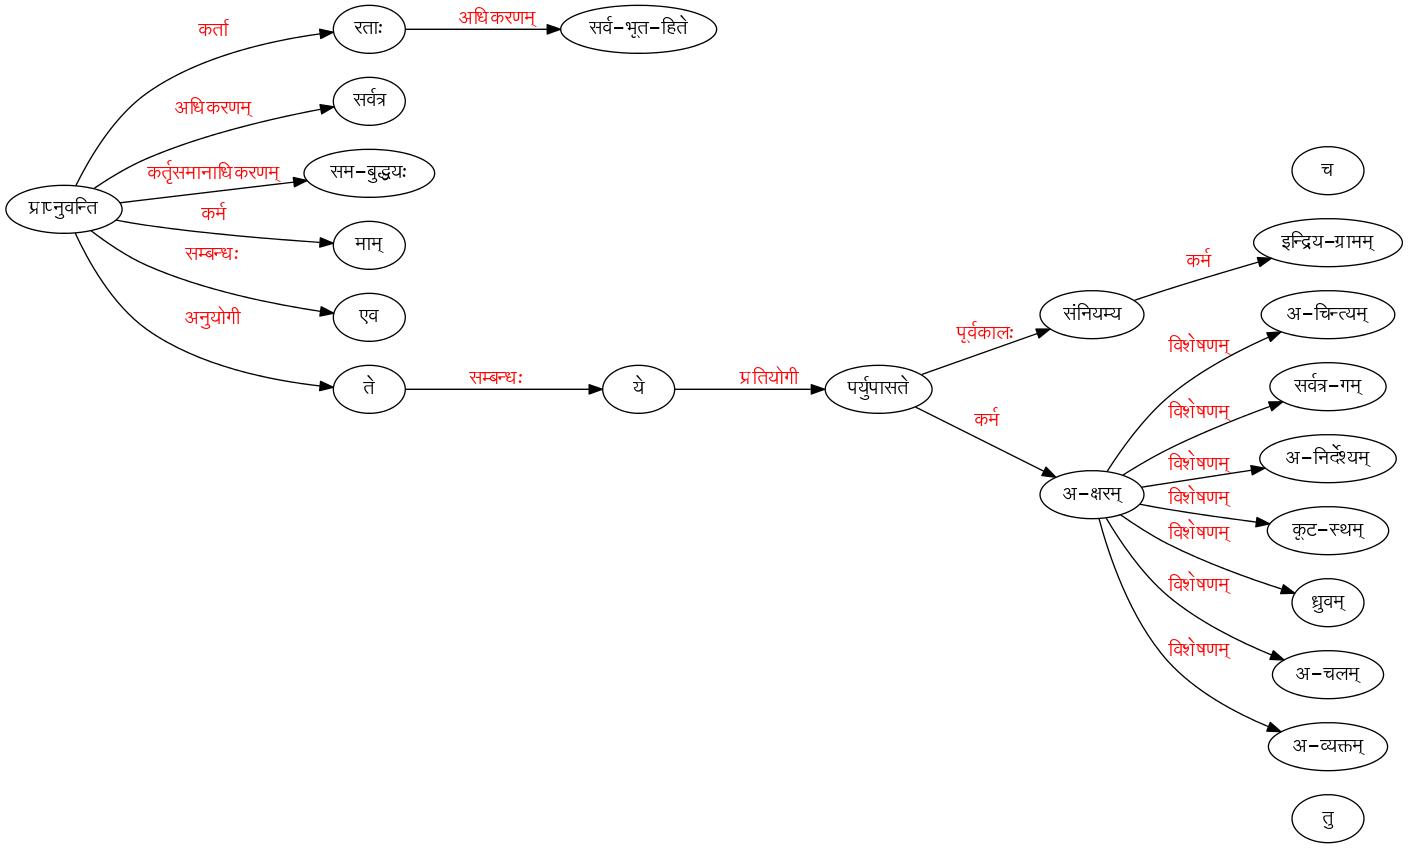 कर्ता
रताः
अधिकरणम्
सर्व-भूत-हिते
अधिकरणम्
सर्वत्र
कर्तृसमानाधिकरणम्
सम-बुद्धयः
प्राप्नुवन्ति
कर्म
माम्
सम्बन्धः
एव
अनुयोगी
ते
सम्बन्धः
ये
प्रतियोगी
पर्युपासते
पूर्वकालः
संनियम्य
कर्म
इन्द्रिय-ग्रामम्
च
कर्म
अ-क्षरम्
विशेषणम्
अ-चिन्त्यम्
विशेषणम्
सर्वत्र-गम्
विशेषणम्
अ-निर्देश्यम्
विशेषणम्
कूट-स्थम्
विशेषणम्
ध्रुवम्
विशेषणम्
अ-चलम्
विशेषणम्
अ-व्यक्तम्
तु